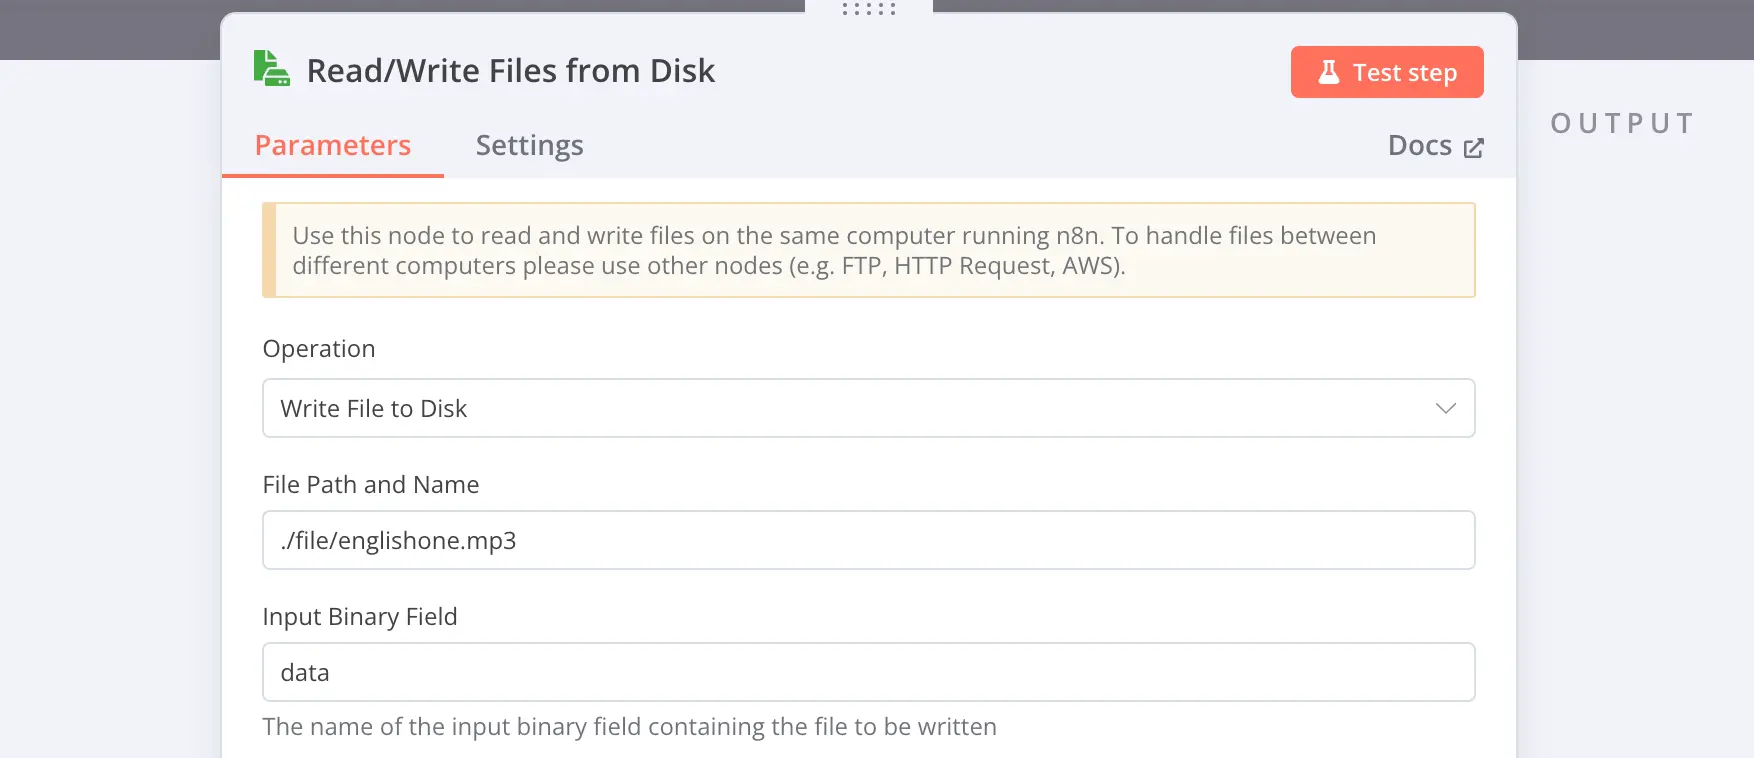 Read/Write Files from Disk
Test step
OUTPUT
Parameters
Settings
Docs
Use this node to read and write files on the same computer running n8n. To handle files between
different computers please use other nodes (e.g. FTP, HTTP Request, AWS).
Operation
Write File to Disk
File Path and Name
./file/englishone.mp3
Input Binary Field
data
The name of the input binary field containing the file to be written